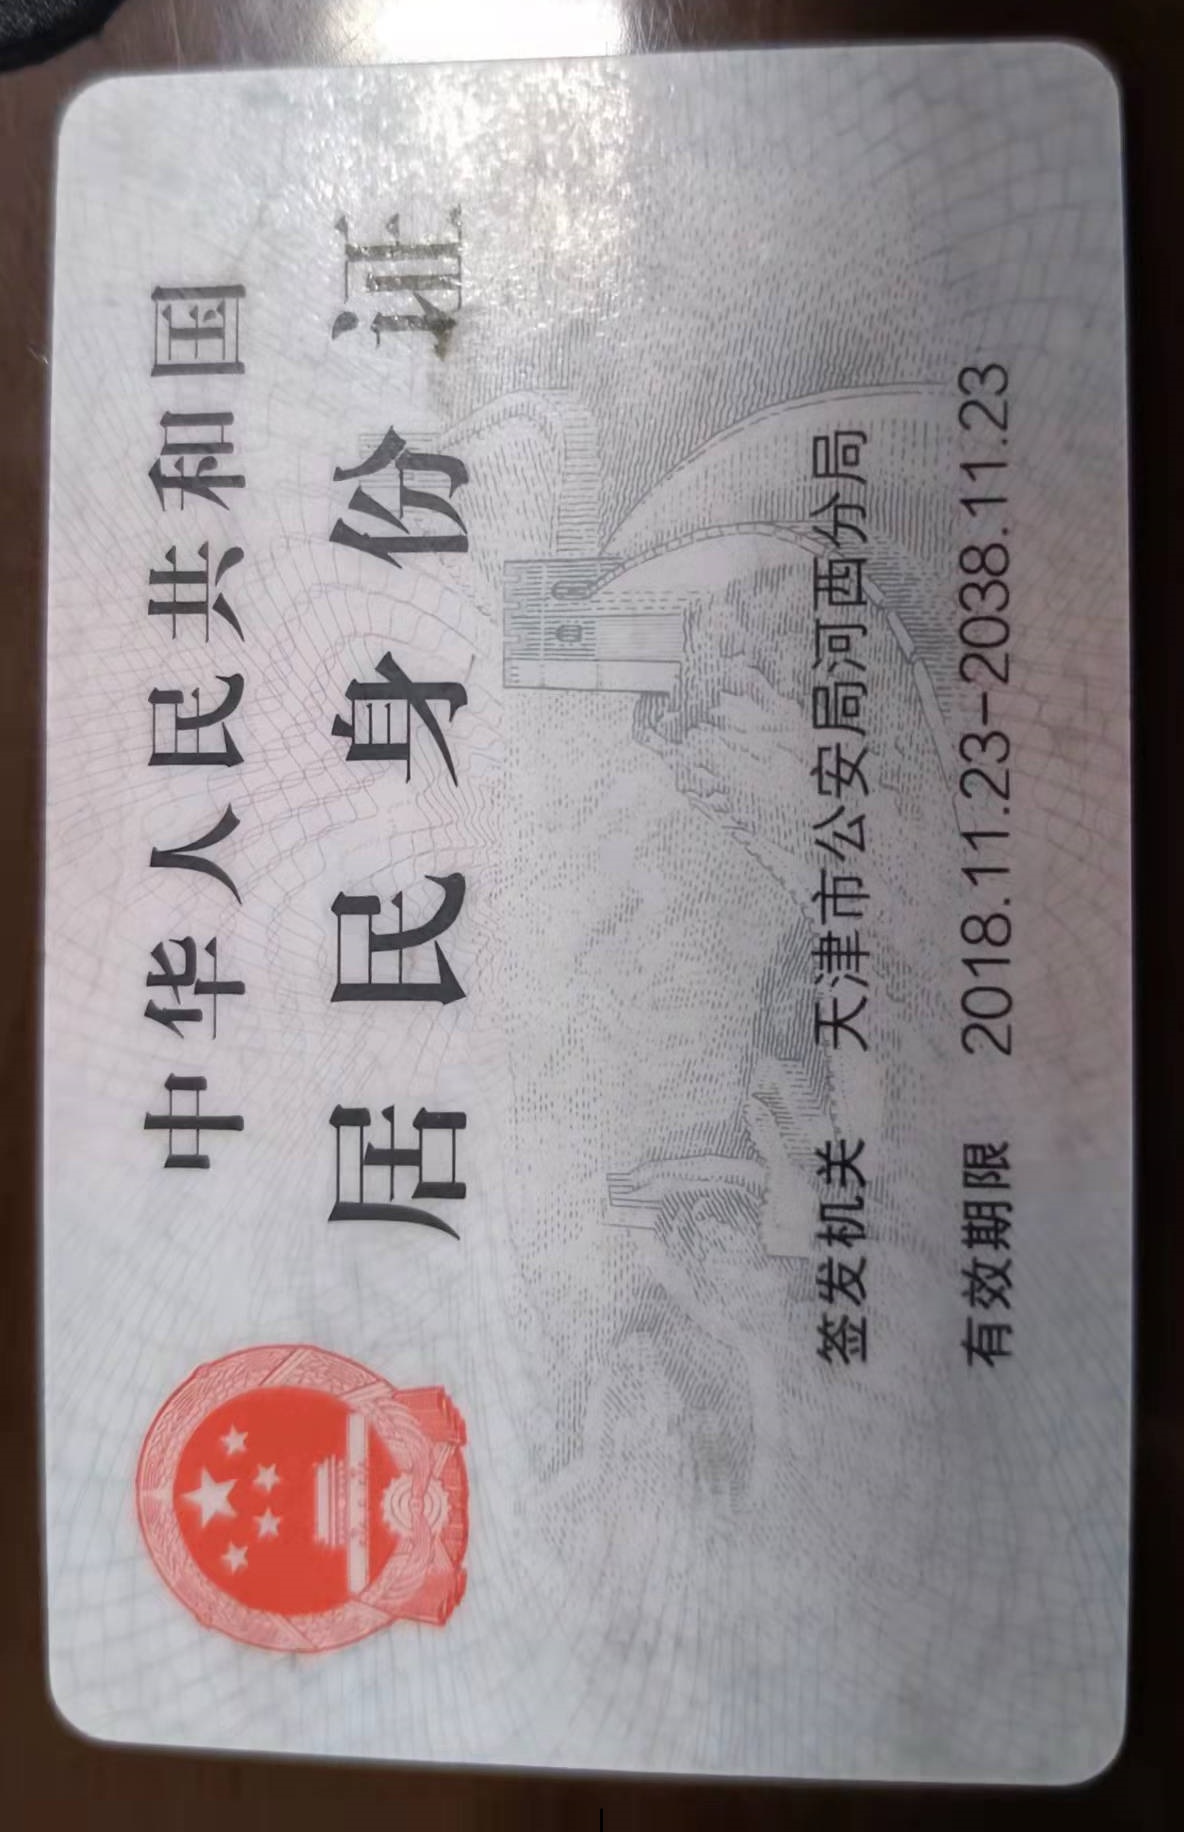 中华人民共和国
居民身份证
签发机关 天津市公安局河西分局
有效期限 2018.11.23-2038.11.23